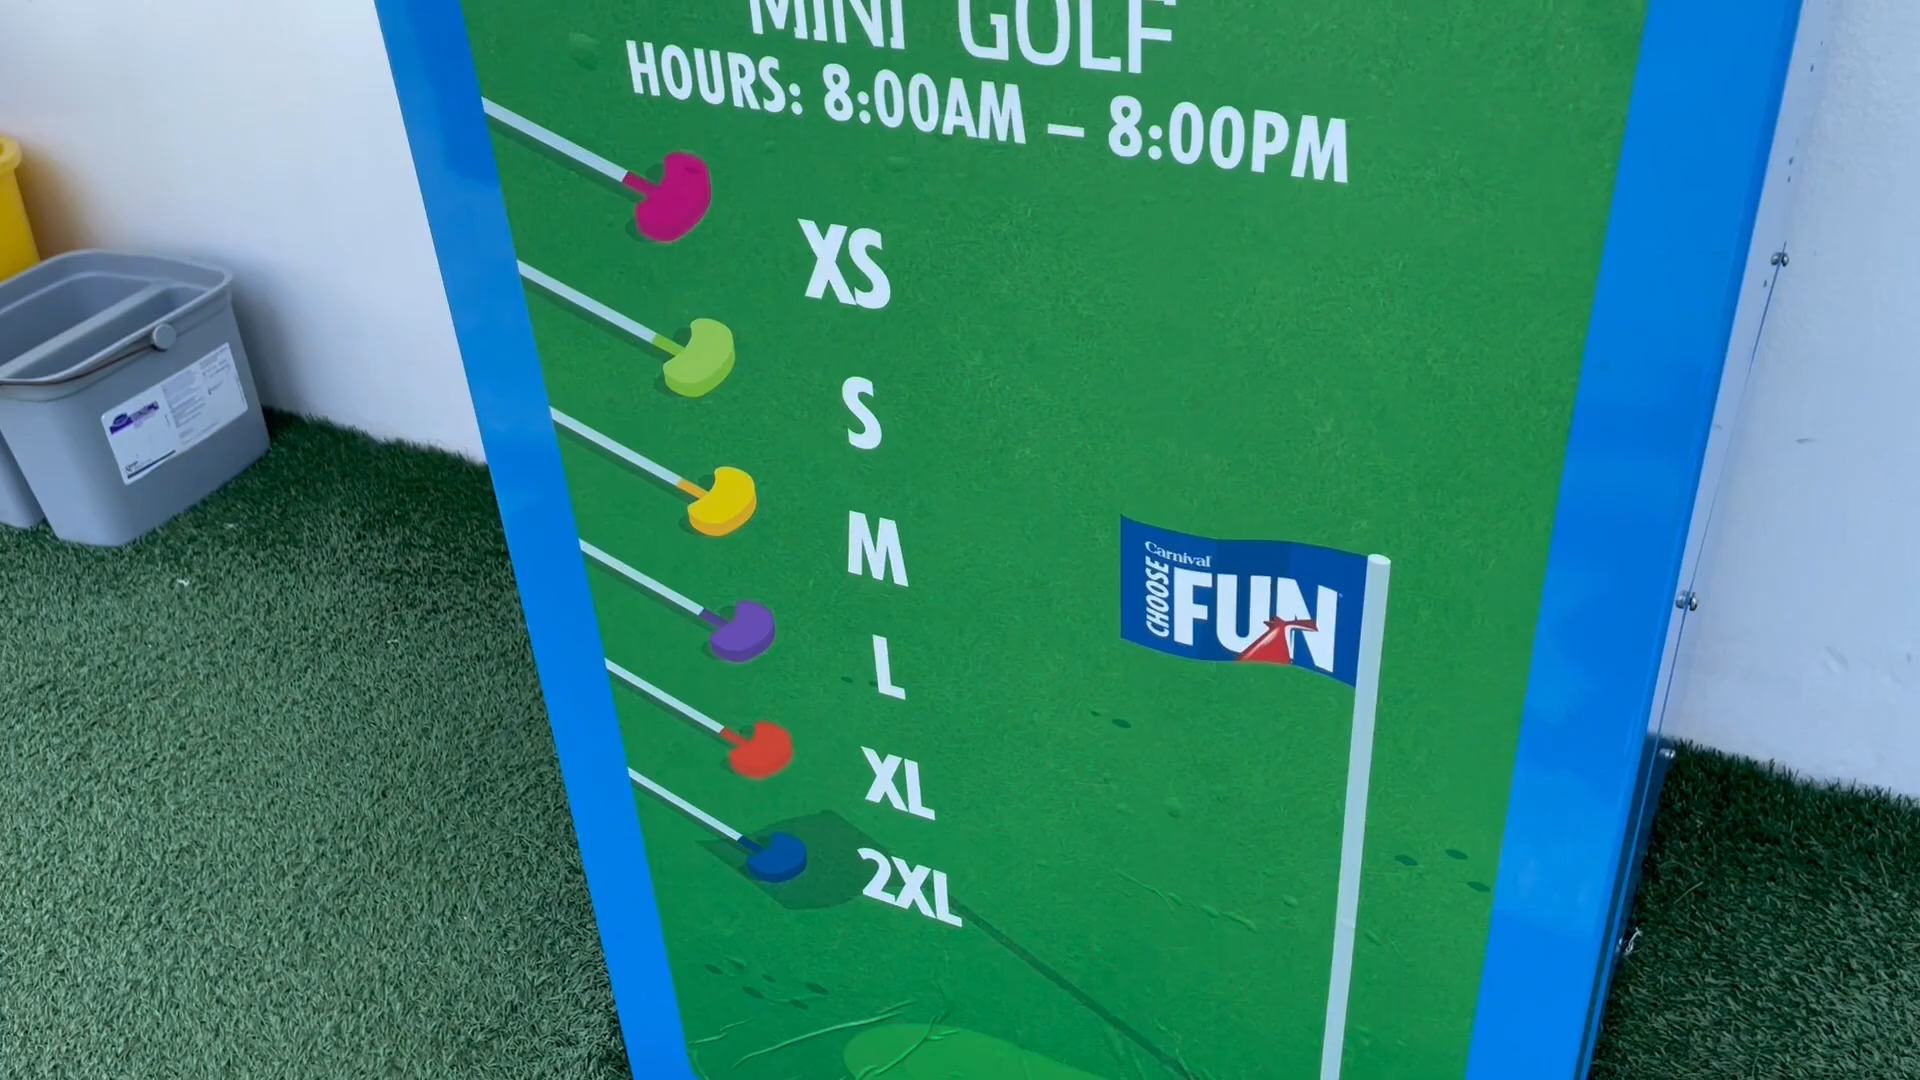 MINI GOLF
HOURS: 8:00AM – 8:00PM
XS
S
M
L
XL
2XL
Carnival
CHOOSE
FUN